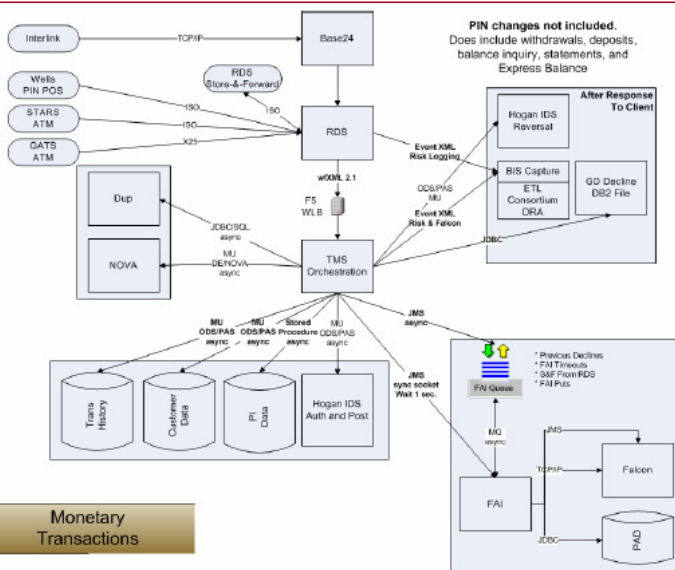 Interlink
TCP/IP
Base24
PIN changes not included.
Does include withdrawals, deposits,
balance inquiry, statements, and
Express Balance
Wells
PIN POS
RDS
Store-&-Forward
ISO
ISO
STARS
ATM
ISO
GATS
ATM
X25
RDS
After Response
To Client
Hogan IDS
Reversal
Event XML
Risk Logging
BIS Capture
ETL
Consortium
DRA
GD Decline
DB2 File
wfXML 2.1
F5
WLB
ODS/PAS
MU
Event XML
Risk & Falcon
JDBC
Dup
JDBC/SQL
async
NOVA
MU
DE/NOVA
async
TMS
Orchestration
MU
ODS/PAS
async
MU
ODS/PAS
async
Stored
Procedure
async
MU
ODS/PAS
async
JMS
async
JMS
sync socket
Wait 1 sec.
Trans
History
Customer
Data
PI
Data
Hogan IDS
Auth and Post
FAI Queue
* Previous Declines
* FAI Timeouts
* S&F From RDS
* FAI Puts
MQ
async
FAI
JMS
TCP/IP
JDBC
Falcon
PAD
Monetary
Transactions